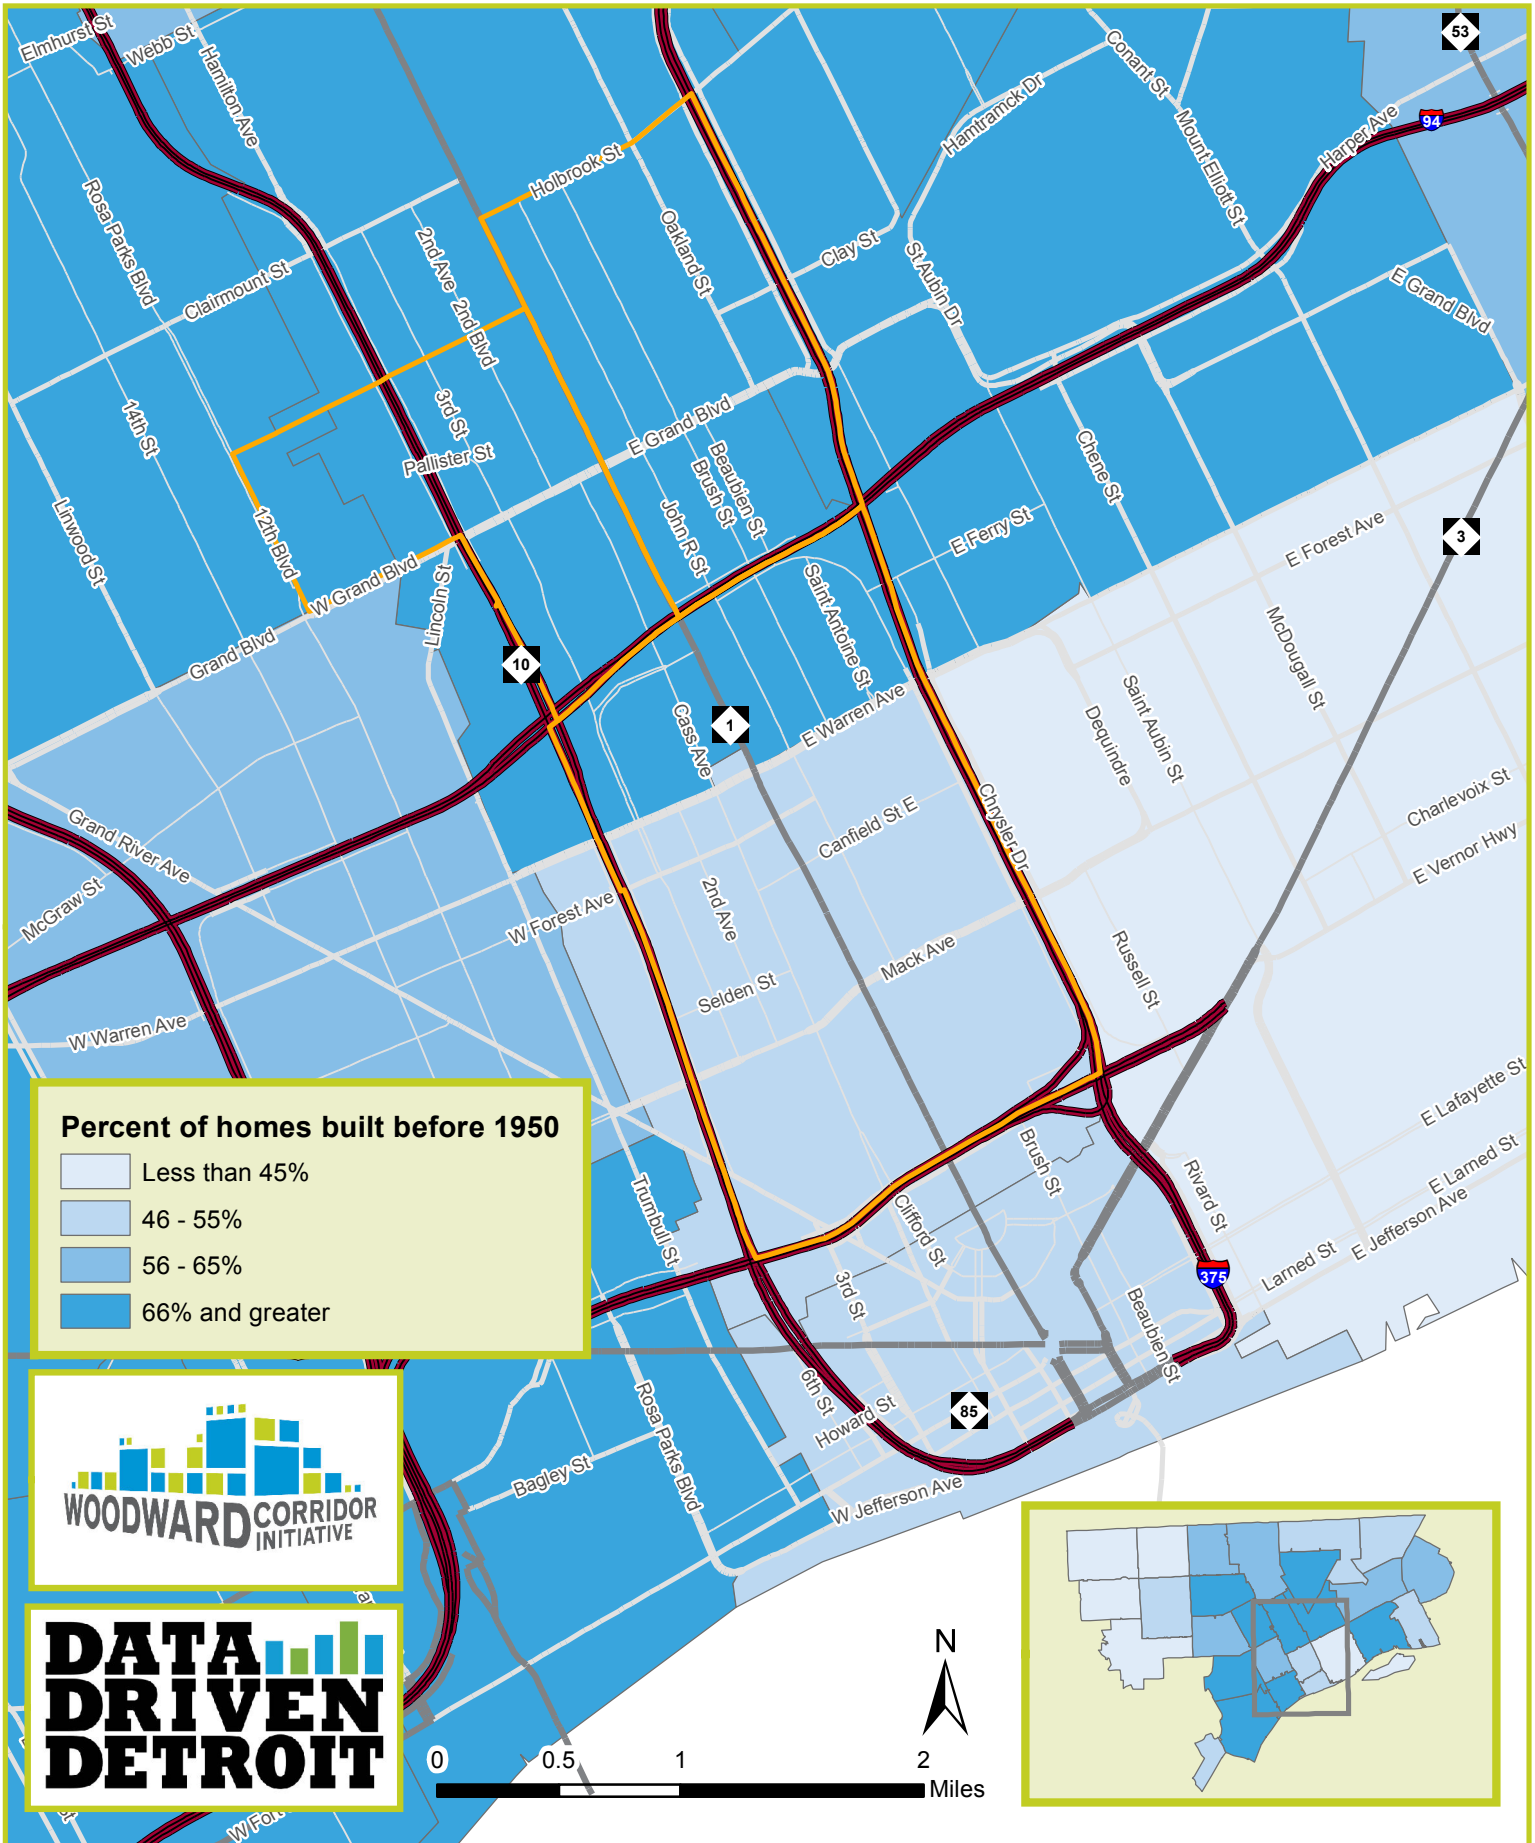 Elmhurst St
Webb St
Hamilton Ave
Conant St
53
Hamtramck Dr
94
Harper Ave
Mount Elliott St
Holbrook St
Rosa Parks Blvd
2nd Ave
Oakland St
Clay St
St Aubin Dr
Clairmount St
2nd Blvd
E Grand Blvd
14th St
3rd St
E Grand Blvd
Pallister St
Beaubien St
Brush St
Chene St
Linwood St
12th Blvd
John R St
E Ferry St
E Forest Ave
3
W Grand Blvd
Lincoln St
Saint Antoine St
Grand Blvd
10
McDougall St
Saint Aubin St
Cass Ave
1
E Warren Ave
Dequindre
Chrysler Dr
Canfield St E
Charlevoix St
E Vernor Hwy
Grand River Ave
McGraw St
W Forest Ave
2nd Ave
Mack Ave
Russell St
Selden St
W Warren Ave
E Lafayette St
Percent of homes built before 1950
Less than 45%
46 - 55%
56 - 65%
66% and greater
Trumbull St
Clifford St
Brush St
Rivard St
E Larned St
E Jefferson Ave
Larned St
375
3rd St
Beaubien St
6th St
Howard St
85
Rosa Parks Blvd
Bagley St
W Jefferson Ave
WOODWARD CORRIDOR
INITIATIVE
DATA
DRIVEN
DETROIT
N
0 0.5 1 2
Miles
W Fort